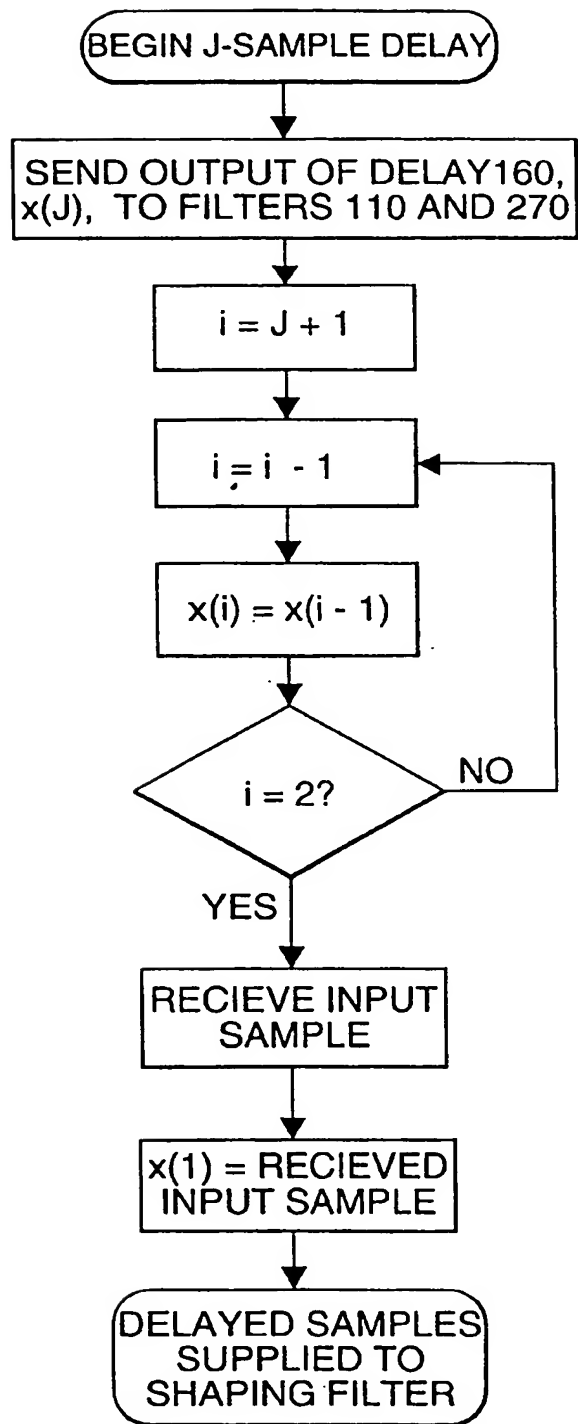 BEGIN J-SAMPLE DELAY
SEND OUTPUT OF DELAY160,
x(J), TO FILTERS 110 AND 270
i = J + 1
i = i - 1
x(i) = x(i - 1)
i = 2?
NO
YES
RECIEVE INPUT
SAMPLE
x(1) = RECIEVED
INPUT SAMPLE
DELAYED SAMPLES
SUPPLIED TO
SHAPING FILTER